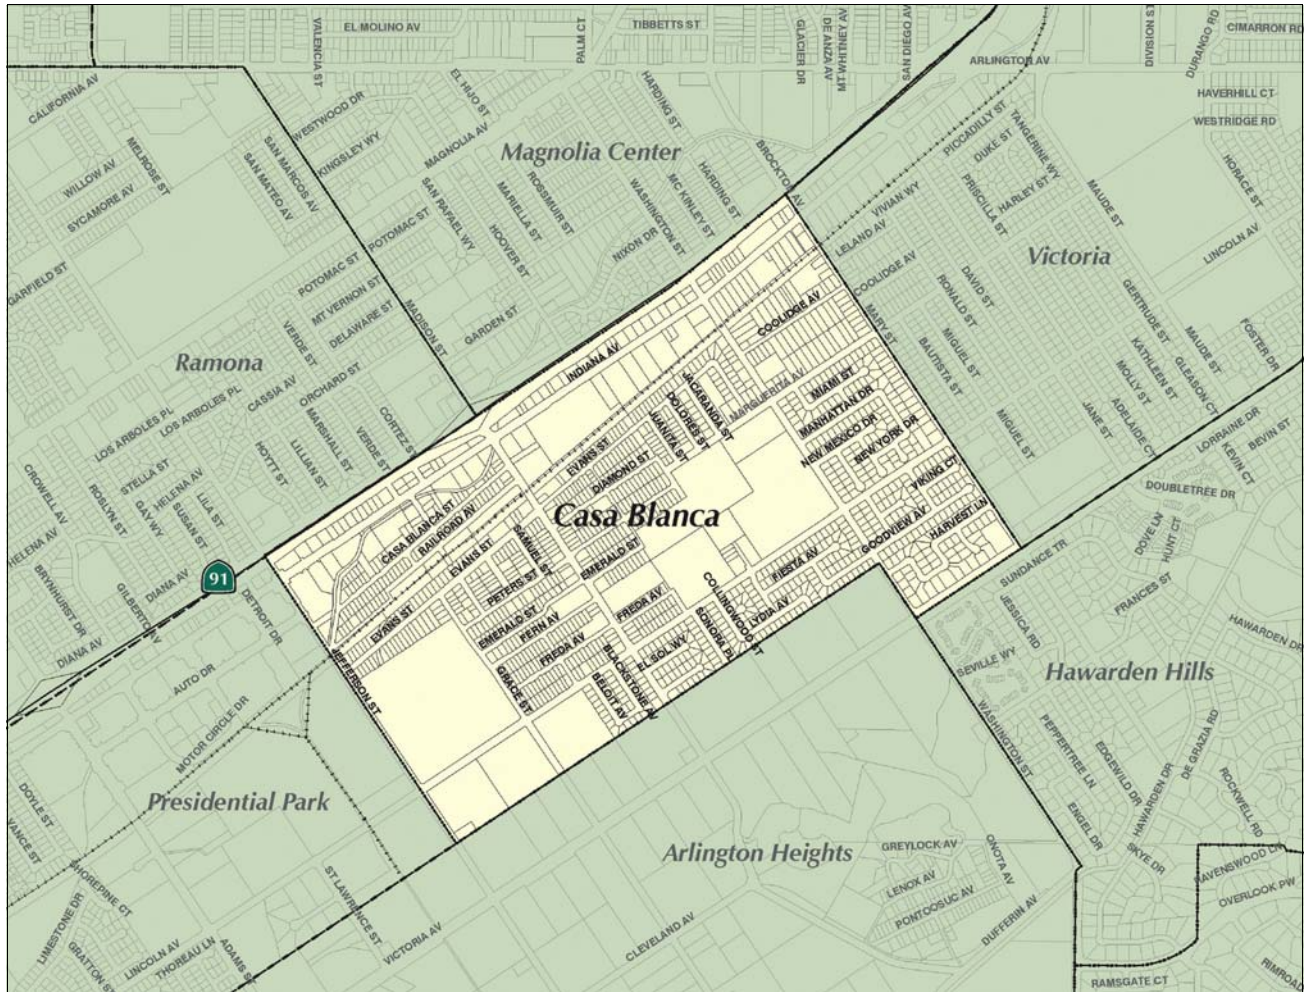 EL MOLINO AV
VALENCIA ST
PALM CT
TIBBETTS ST
GLACIER DR
DE ANZA AV
MT WHITNEY AV
SAN DIEGO AV
DIVISION ST
DURANGO RD
CIMARRON RD
ARLINGTON AV
CALIFORNIA AV
WESTWOOD DR
EL HIJO ST
HARDING ST
HAVERHILL CT
WESTRIDGE RD
PICCADILLY ST
TANGERINE WY
DUKE ST
KINGSLEY WY
MAGNOLIA AV
Magnolia Center
BROCKTON AV
MELROSE ST
SAN MARCOS AV
SAN MATEO AV
WILLOW AV
SYCAMORE AV
SAN RAFAEL WY
MARIELLA ST
ROSSMUIR ST
WASHINGTON ST
MC KINLEY ST
HARDING ST
VIVIAN WY
PRISCILLA ST
HARLEY ST
MAUDE ST
HORACE ST
POTOMAC ST
HOOVER ST
NIXON DR
LELAND AV
Victoria
LINCOLN AV
GARFIELD ST
POTOMAC ST
MT VERNON ST
DELAWARE ST
MADISON ST
GARDEN ST
COOLIDGE AV
DAVID ST
RONALD ST
GERTRUDE ST
VERDE ST
COOLIDGE AV
MARY ST
MIGUEL ST
BAUTISTA ST
KATHLEEN ST
MAUDE ST
GLEASON CT
FOSTER DR
Ramona
INDIANA AV
MOLLY ST
ORCHARD ST
CASSIA AV
LOS ARBOLES PL
LOS ARBOLES PL
JACARANDA ST
MARGUERITA AV
MIAMI ST
MANHATTAN DR
DOLORES ST
JUANITA ST
JANE ST
ADELAIDE CT
MIGUEL ST
LORRAINE DR
KEVIN CT
BEVIN ST
CORTEZ ST
VERDE ST
MARSHALL ST
LILLIAN ST
HOYTT ST
NEW MEXICO DR
NEW YORK DR
EVANS ST
DIAMOND ST
VIKING CT
STELLA ST
HELENA AV
CROWELL AV
ROSLYN ST
GAY WY
SUSAN ST
LILA ST
DOUBLETREE DR
Casa Blanca
CASA BLANCA ST
RAILROAD AV
SAMUEL ST
GOODVIEW AV
HARVEST LN
DOVE LN
HUNT CT
HELENA AV
EVANS ST
EMERALD ST
FIESTA AV
SUNDANCE TR
91
BRYNHURST DR
GILBERTO AV
DIANA AV
DETROIT DR
PETERS ST
COLLINGWOOD ST
FRANCES ST
EVANS ST
EMERALD ST
FERN AV
FREDA AV
SONORA PL
LYDIA AV
JESSICA RD
HAWARDEN DR
DIANA AV
JEFFERSON ST
FREDA AV
BLACKSTONE AV
EL SOL WY
SEVILLE WY
Hawarden Hills
AUTO DR
GRACE ST
BELOIT AV
WASHINGTON ST
MOTOR CIRCLE DR
PEPPERTREE LN
EDGEWILD DR
HAWARDEN DR
DE GRAZIA RD
ROCKWELL RD
DOYLE ST
VANCE ST
Presidential Park
ENGEL DR
Arlington Heights
GREYLOCK AV
ONOTA AV
SKYE DR
RAVENSWOOD LN
LENOX AV
OVERLOOK PW
SHOREPINE CT
ST LAWRENCE ST
PONTOOSUC AV
DUFFERIN AV
LIMESTONE DR
GRATTON ST
LINCOLN AV
THOREAU LN
ADAMS ST
VICTORIA AV
CLEVELAND AV
RIMROAD
RAMSGATE CT